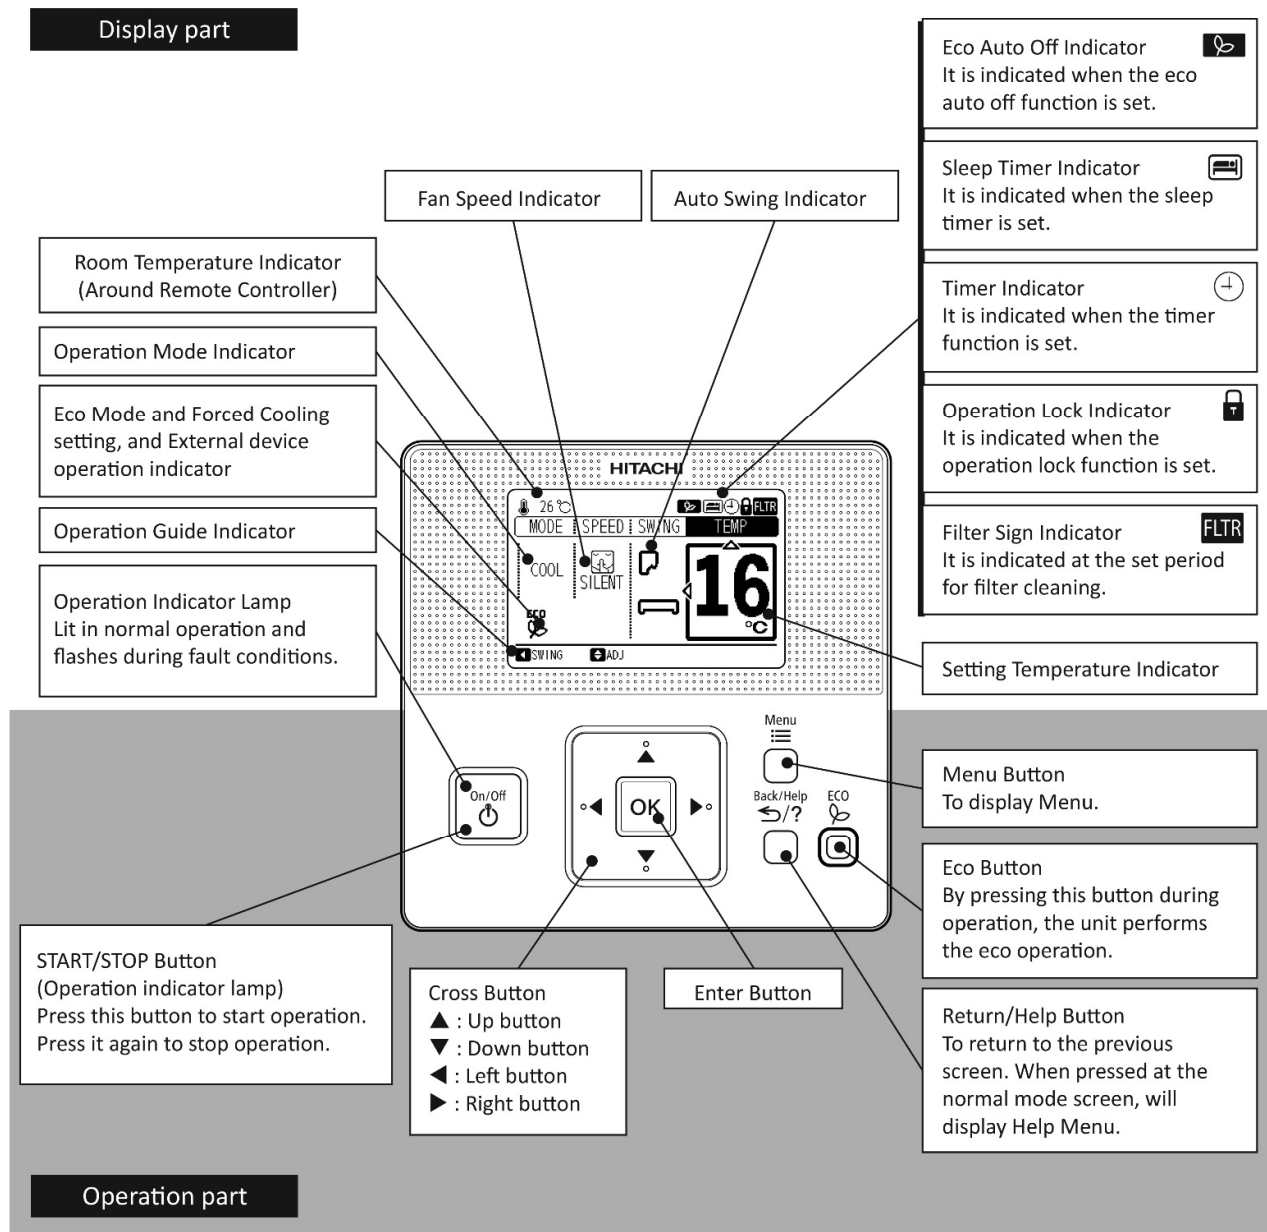 Display part
Eco Auto Off Indicator
It is indicated when the eco
auto off function is set.
Sleep Timer Indicator
It is indicated when the sleep
timer is set.
Timer Indicator
It is indicated when the timer
function is set.
Operation Lock Indicator
It is indicated when the
operation lock function is set.
Filter Sign Indicator FLTR
It is indicated at the set period
for filter cleaning.
Setting Temperature Indicator
Fan Speed Indicator
Auto Swing Indicator
Room Temperature Indicator
(Around Remote Controller)
Operation Mode Indicator
Eco Mode and Forced Cooling
setting, and External device
operation indicator
Operation Guide Indicator
Operation Indicator Lamp
Lit in normal operation and
flashes during fault conditions.
HITACHI
26 °C FLTR
MODE SPEED SWING TEMP
COOL
SILENT
16
°C
ECO
SWING ADJ
Menu
On/Off
OK
Back/Help ECO
/?
Menu Button
To display Menu.
Eco Button
By pressing this button during
operation, the unit performs
the eco operation.
Return/Help Button
To return to the previous
screen. When pressed at the
normal mode screen, will
display Help Menu.
START/STOP Button
(Operation indicator lamp)
Press this button to start operation.
Press it again to stop operation.
Cross Button
▲ : Up button
▼ : Down button
◀ : Left button
▶ : Right button
Enter Button
Operation part